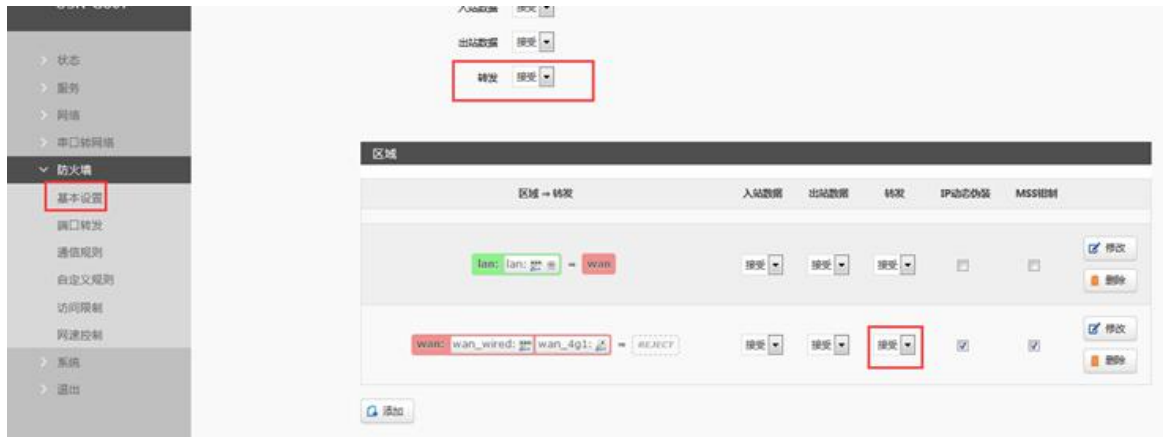 入站数据 接受
出站数据 接受
转发 接受
状态
服务
网络
串口转网络
防火墙
基本设置
端口转发
通信规则
自定义规则
访问限制
网速控制
系统
退出
区域
区域 ⇒ 转发 入站数据 出站数据 转发 IP动态伪装 MSS钳制
lan: lan: ⇒ wan 接受 接受 接受 修改
删除
wan: wan_wired: wan_4g1: ⇒ REJECT 接受 接受 接受 修改
删除
添加